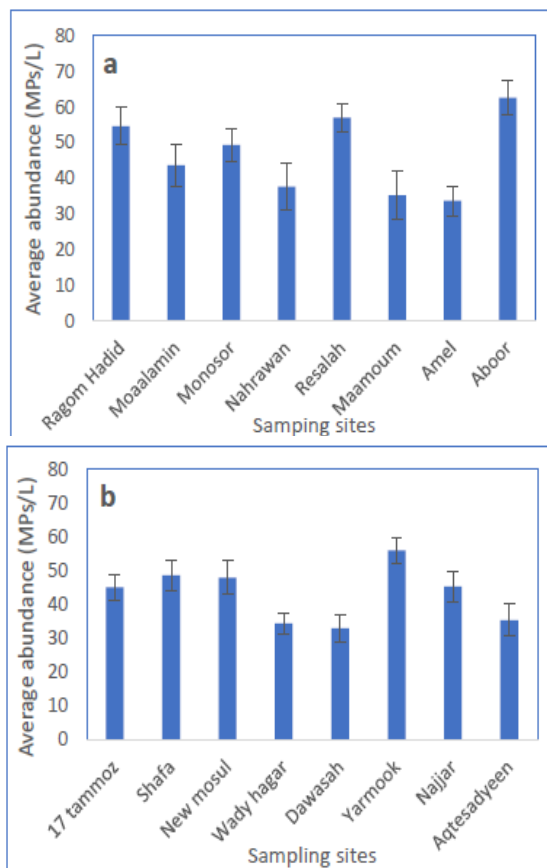 a
Average abundance (MPs/L)
80
70
60
50
40
30
20
10
0
Ragom Hadid
Moaalamin
Monosor
Nahrawan
Resalah
Maamoum
Amel
Aboor
Samping sites
b
Average abundance (MPs/L)
80
70
60
50
40
30
20
10
0
17 tammoz
Shafa
New mosul
Wady hagar
Dawasah
Yarmook
Najjar
Aqtesadyeen
Sampling sites